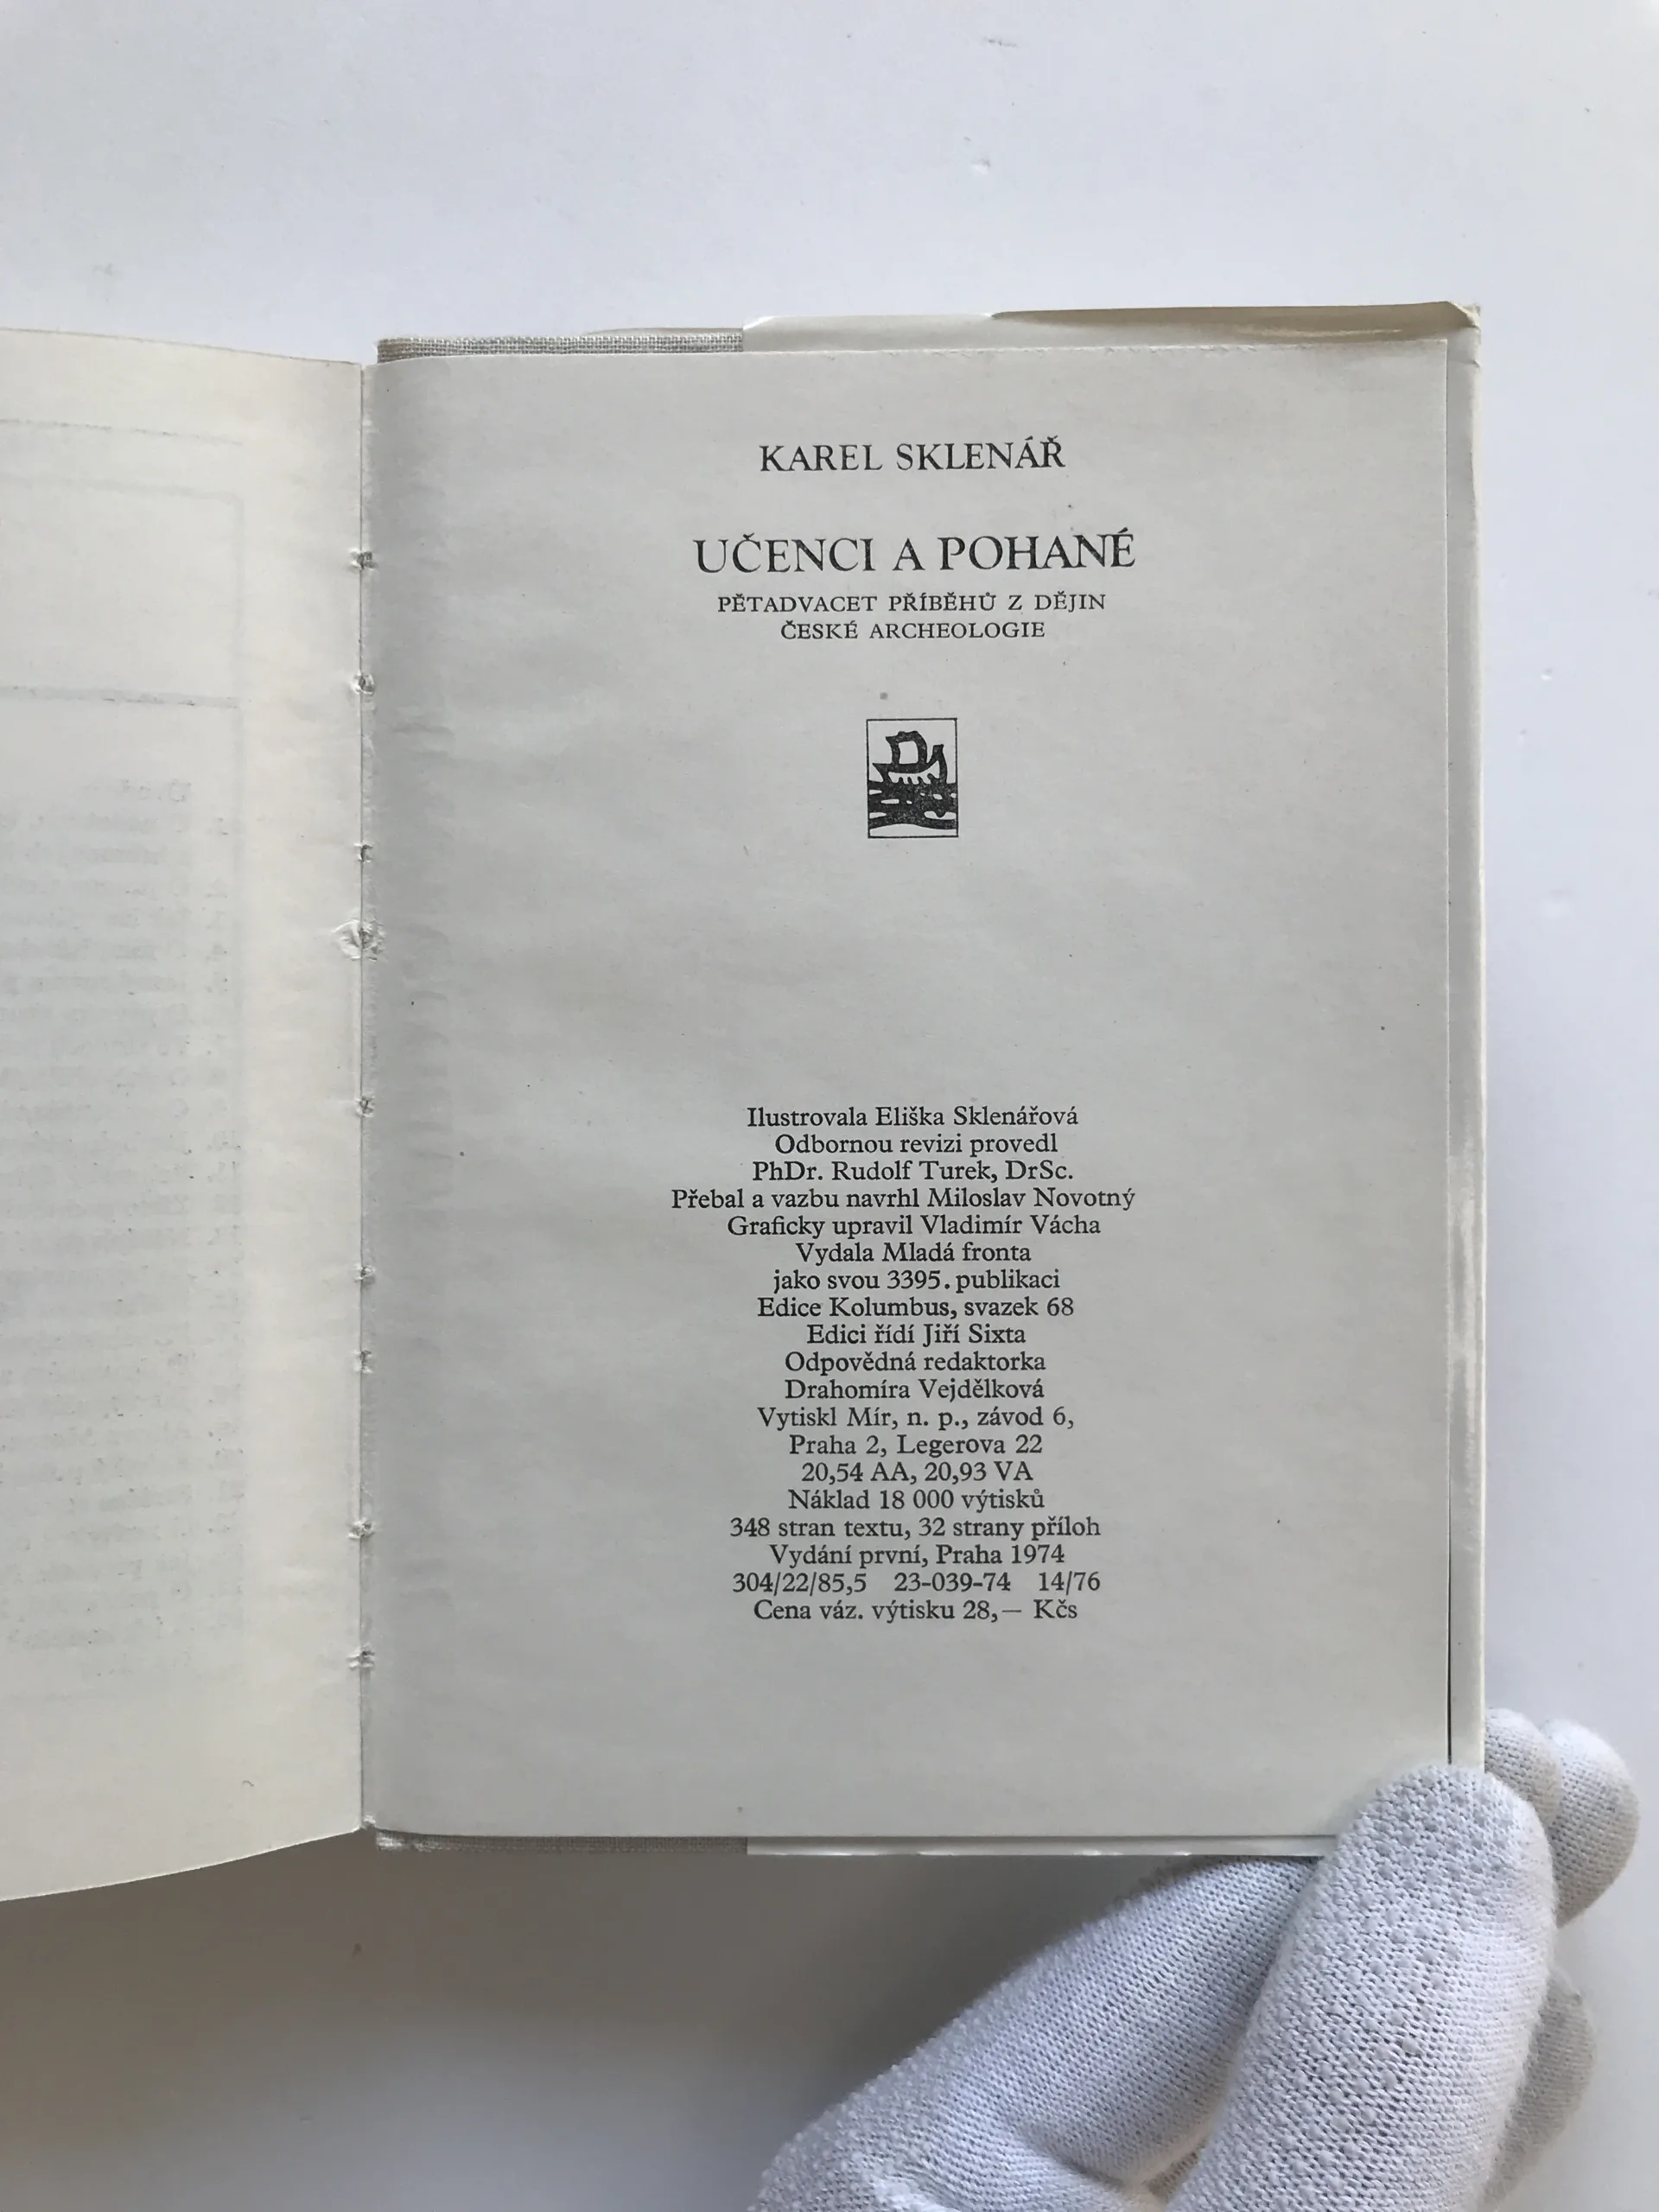 KAREL SKLENÁŘ
UČENCI A POHANÉ
PĚTADVACET PŘÍBĚHŮ Z DĚJIN
ČESKÉ ARCHEOLOGIE
Ilustrovala Eliška Sklenářová
Odbornou revizi provedl
PhDr. Rudolf Turek, DrSc.
Přebal a vazbu navrhl Miloslav Novotný
Graficky upravil Vladimír Vácha
Vydala Mladá fronta
jako svou 3395. publikaci
Edice Kolumbus, svazek 68
Edici řídí Jiří Sixta
Odpovědná redaktorka
Drahomíra Vejdělková
Vytiskl Mír, n. p., závod 6,
Praha 2, Legerova 22
20,54 AA, 20,93 VA
Náklad 18 000 výtisků
348 stran textu, 32 strany příloh
Vydání první, Praha 1974
304/22/85,5 23-039-74 14/76
Cena váz. výtisku 28,— Kčs